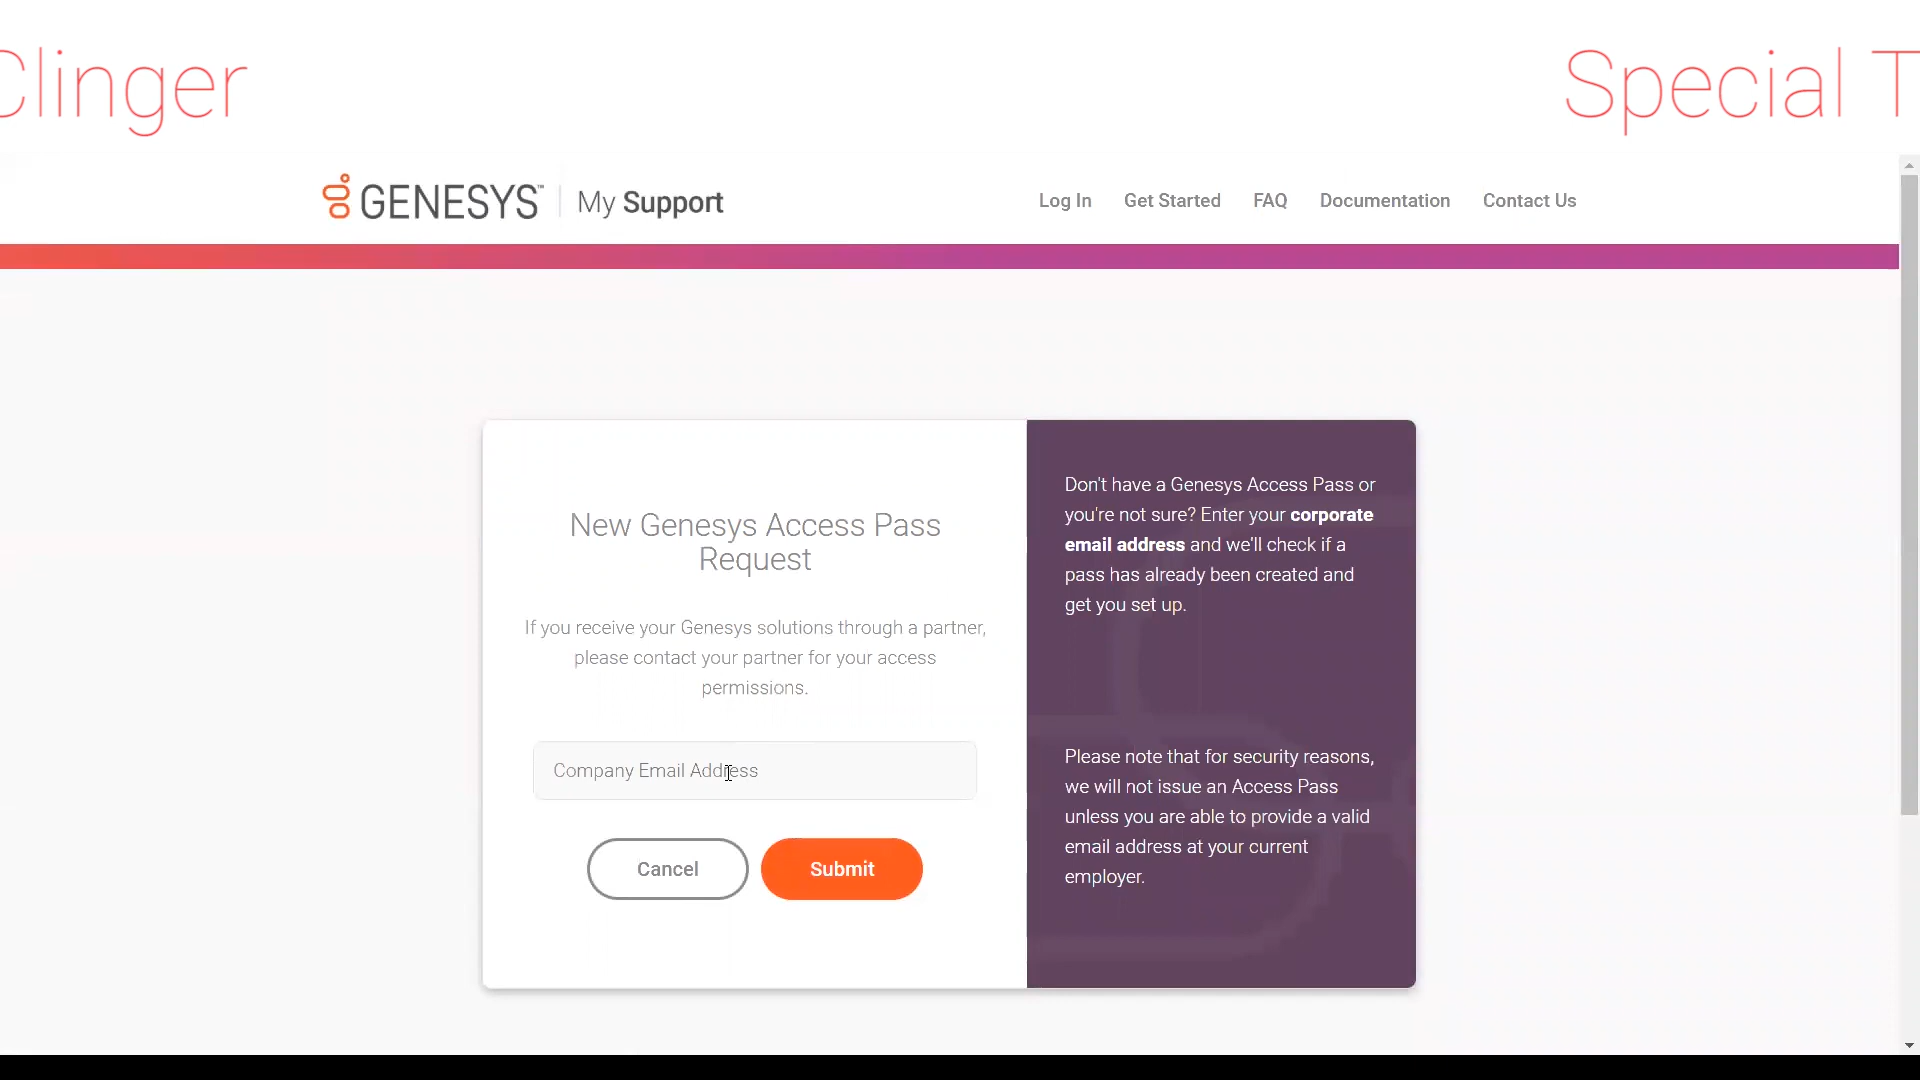 Clinger
Special T
GENESYS™ My Support
Log In Get Started FAQ Documentation Contact Us
New Genesys Access Pass
Request
If you receive your Genesys solutions through a partner,
please contact your partner for your access
permissions.
Company Email Address
Cancel Submit
Don't have a Genesys Access Pass or
you're not sure? Enter your corporate
email address and we'll check if a
pass has already been created and
get you set up.
Please note that for security reasons,
we will not issue an Access Pass
unless you are able to provide a valid
email address at your current
employer.